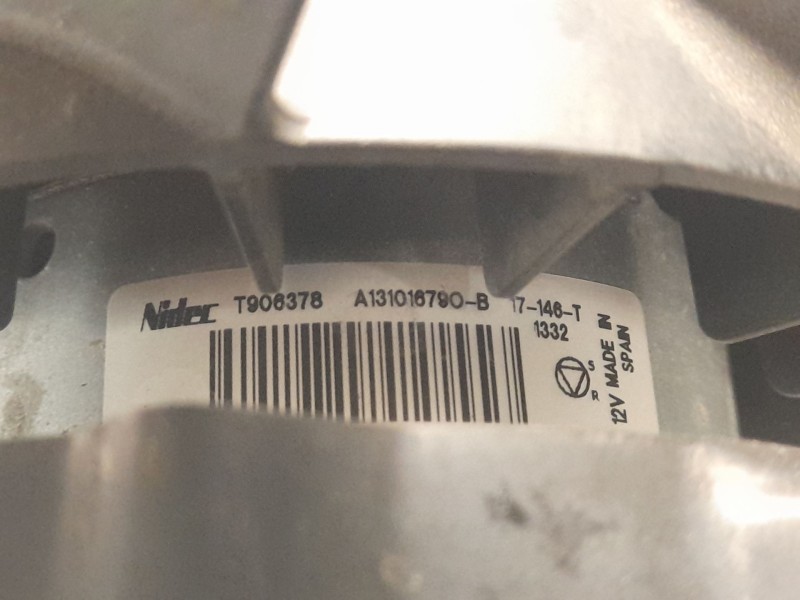 Nidec T906378 A131016790-B 17-146-T
1332
S
R
12V MADE IN
SPAIN